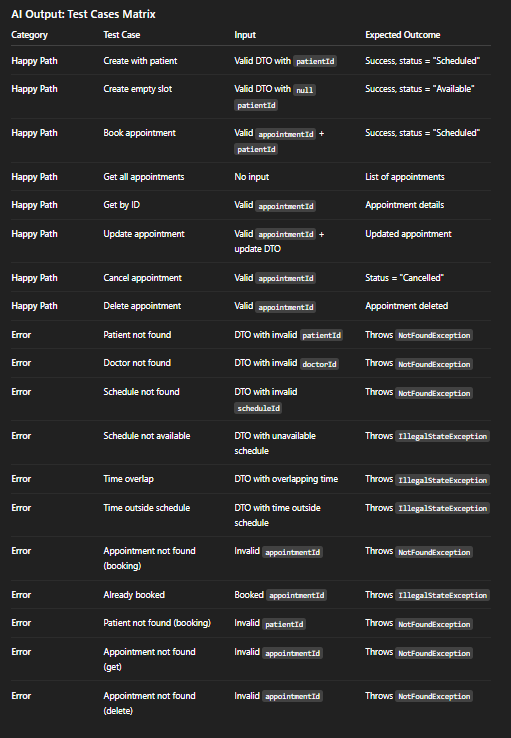 AI Output: Test Cases Matrix
Category Test Case Input Expected Outcome
Happy Path Create with patient Valid DTO with patientId Success, status = "Scheduled"
Happy Path Create empty slot Valid DTO with null Success, status = "Available"
patientId
Happy Path Book appointment Valid appointmentId + Success, status = "Scheduled"
patientId
Happy Path Get all appointments No input List of appointments
Happy Path Get by ID Valid appointmentId Appointment details
Happy Path Update appointment Valid appointmentId + Updated appointment
update DTO
Happy Path Cancel appointment Valid appointmentId Status = "Cancelled"
Happy Path Delete appointment Valid appointmentId Appointment deleted
Error Patient not found DTO with invalid patientId Throws NotFoundException
Error Doctor not found DTO with invalid doctorId Throws NotFoundException
Error Schedule not found DTO with invalid Throws NotFoundException
scheduleId
Error Schedule not available DTO with unavailable Throws IllegalStateException
schedule
Error Time overlap DTO with overlapping time Throws IllegalStateException
Error Time outside schedule DTO with time outside Throws IllegalStateException
schedule
Error Appointment not found Invalid appointmentId Throws NotFoundException
(booking)
Error Already booked Booked appointmentId Throws IllegalStateException
Error Patient not found (booking) Invalid patientId Throws NotFoundException
Error Appointment not found Invalid appointmentId Throws NotFoundException
(get)
Error Appointment not found Invalid appointmentId Throws NotFoundException
(delete)